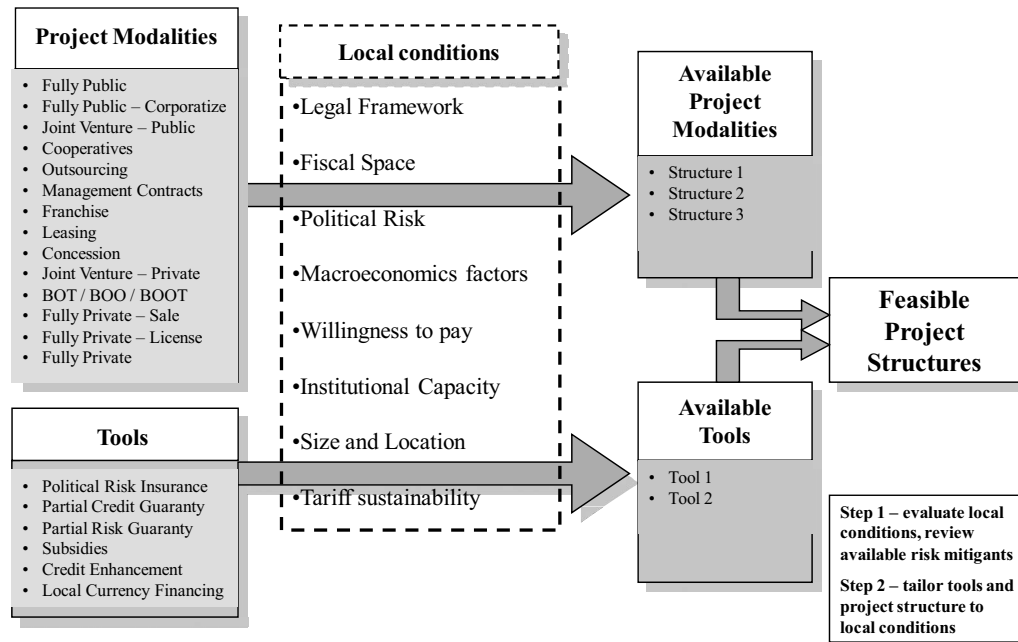 Project Modalities
• Fully Public
• Fully Public – Corporatize
• Joint Venture – Public
• Cooperatives
• Outsourcing
• Management Contracts
• Franchise
• Leasing
• Concession
• Joint Venture – Private
• BOT / BOO / BOOT
• Fully Private – Sale
• Fully Private – License
• Fully Private
Tools
• Political Risk Insurance
• Partial Credit Guaranty
• Partial Risk Guaranty
• Subsidies
• Credit Enhancement
• Local Currency Financing
Local conditions
•Legal Framework
•Fiscal Space
•Political Risk
•Macroeconomics factors
•Willingness to pay
•Institutional Capacity
•Size and Location
•Tariff sustainability
Available
Project
Modalities
• Structure 1
• Structure 2
• Structure 3
Available
Tools
• Tool 1
• Tool 2
Feasible
Project
Structures
Step 1 – evaluate local
conditions, review
available risk mitigants
Step 2 – tailor tools and
project structure to
local conditions